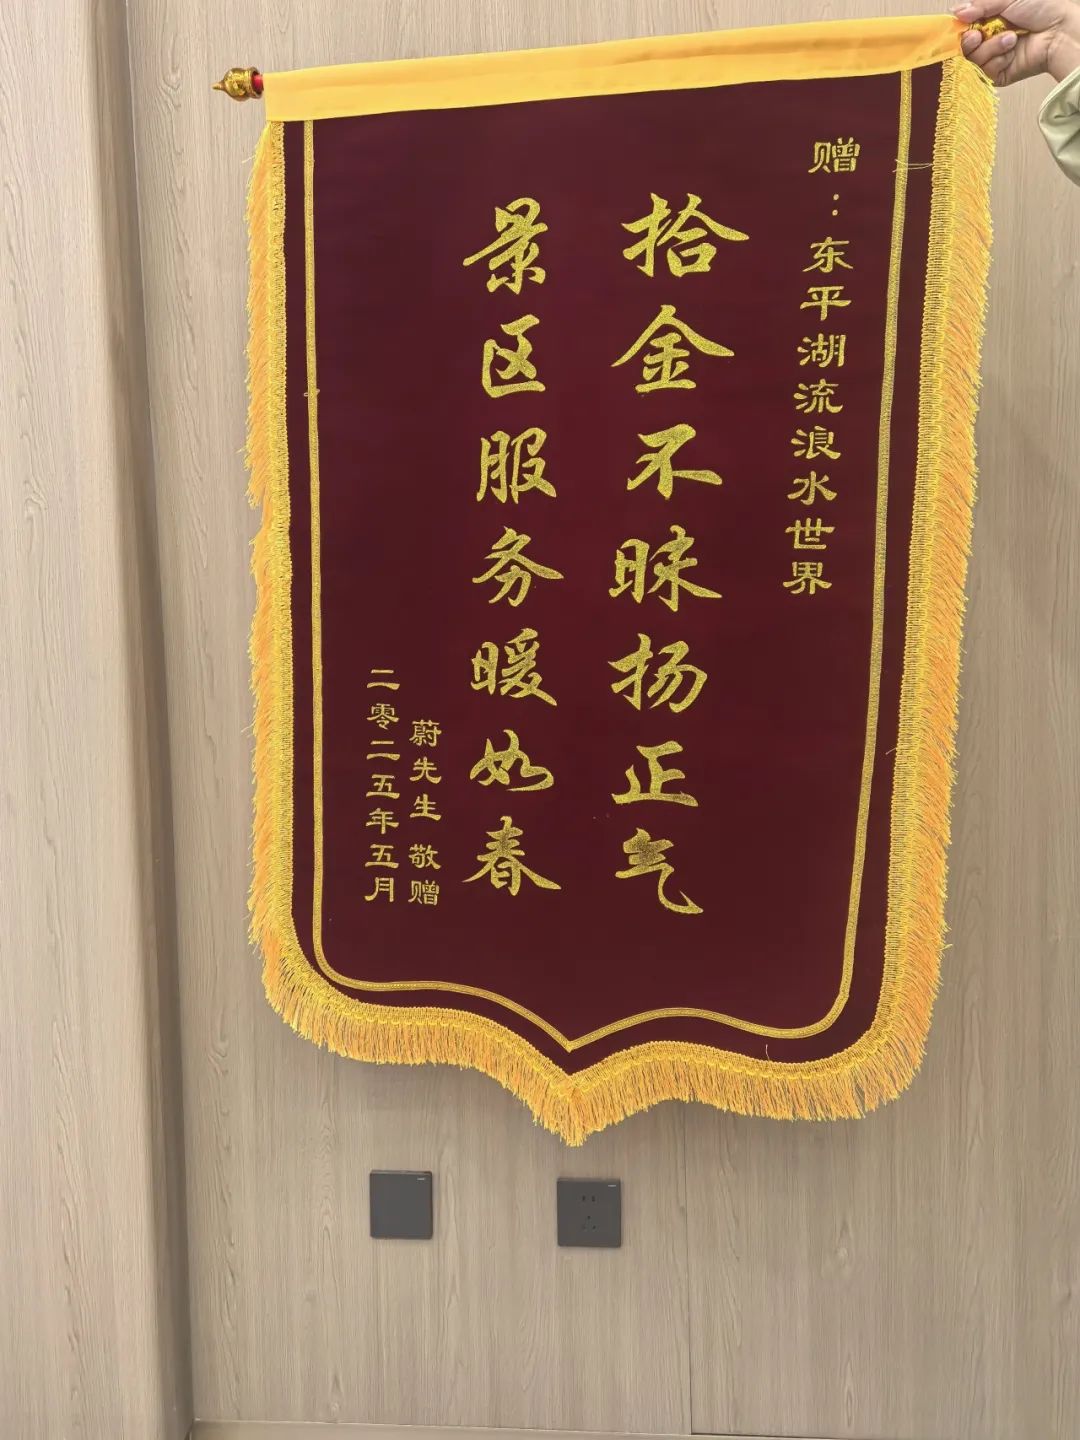 赠：东平湖流浪水世界
拾金不昧扬正气
景区服务暖如春
蔚先生 敬赠
二零二五年五月